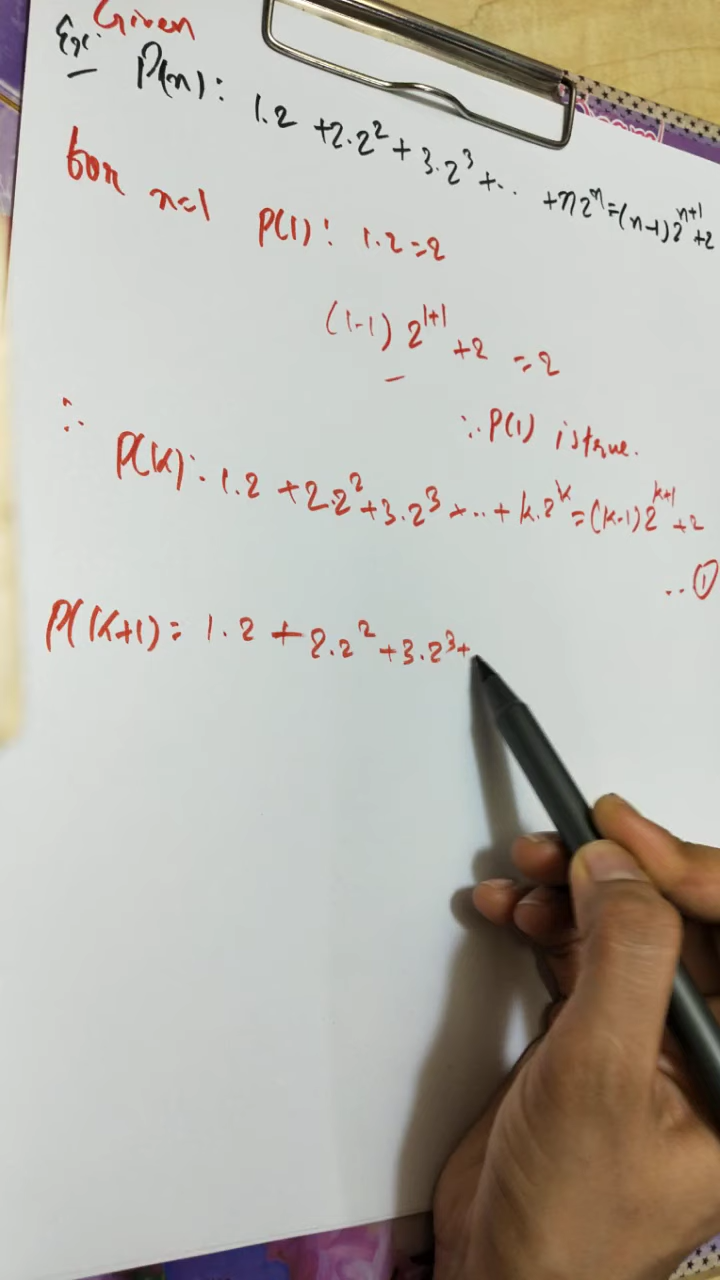 Given
Ex: P(n): 1.2 + 2.2² + 3.2³ + .. + n2ⁿ = (n-1)2ⁿ⁺¹ + 2
for n=1 P(1): 1.2=2
(1-1) 2¹⁺¹ + 2 = 2
∴ P(1) is true.
∴ P(k): 1.2 + 2.2² + 3.2³ + .. + k.2ᵏ = (k-1)2ᵏ⁺¹ + 2
.. ①
P(k+1): 1.2 + 2.2² + 3.2³ +